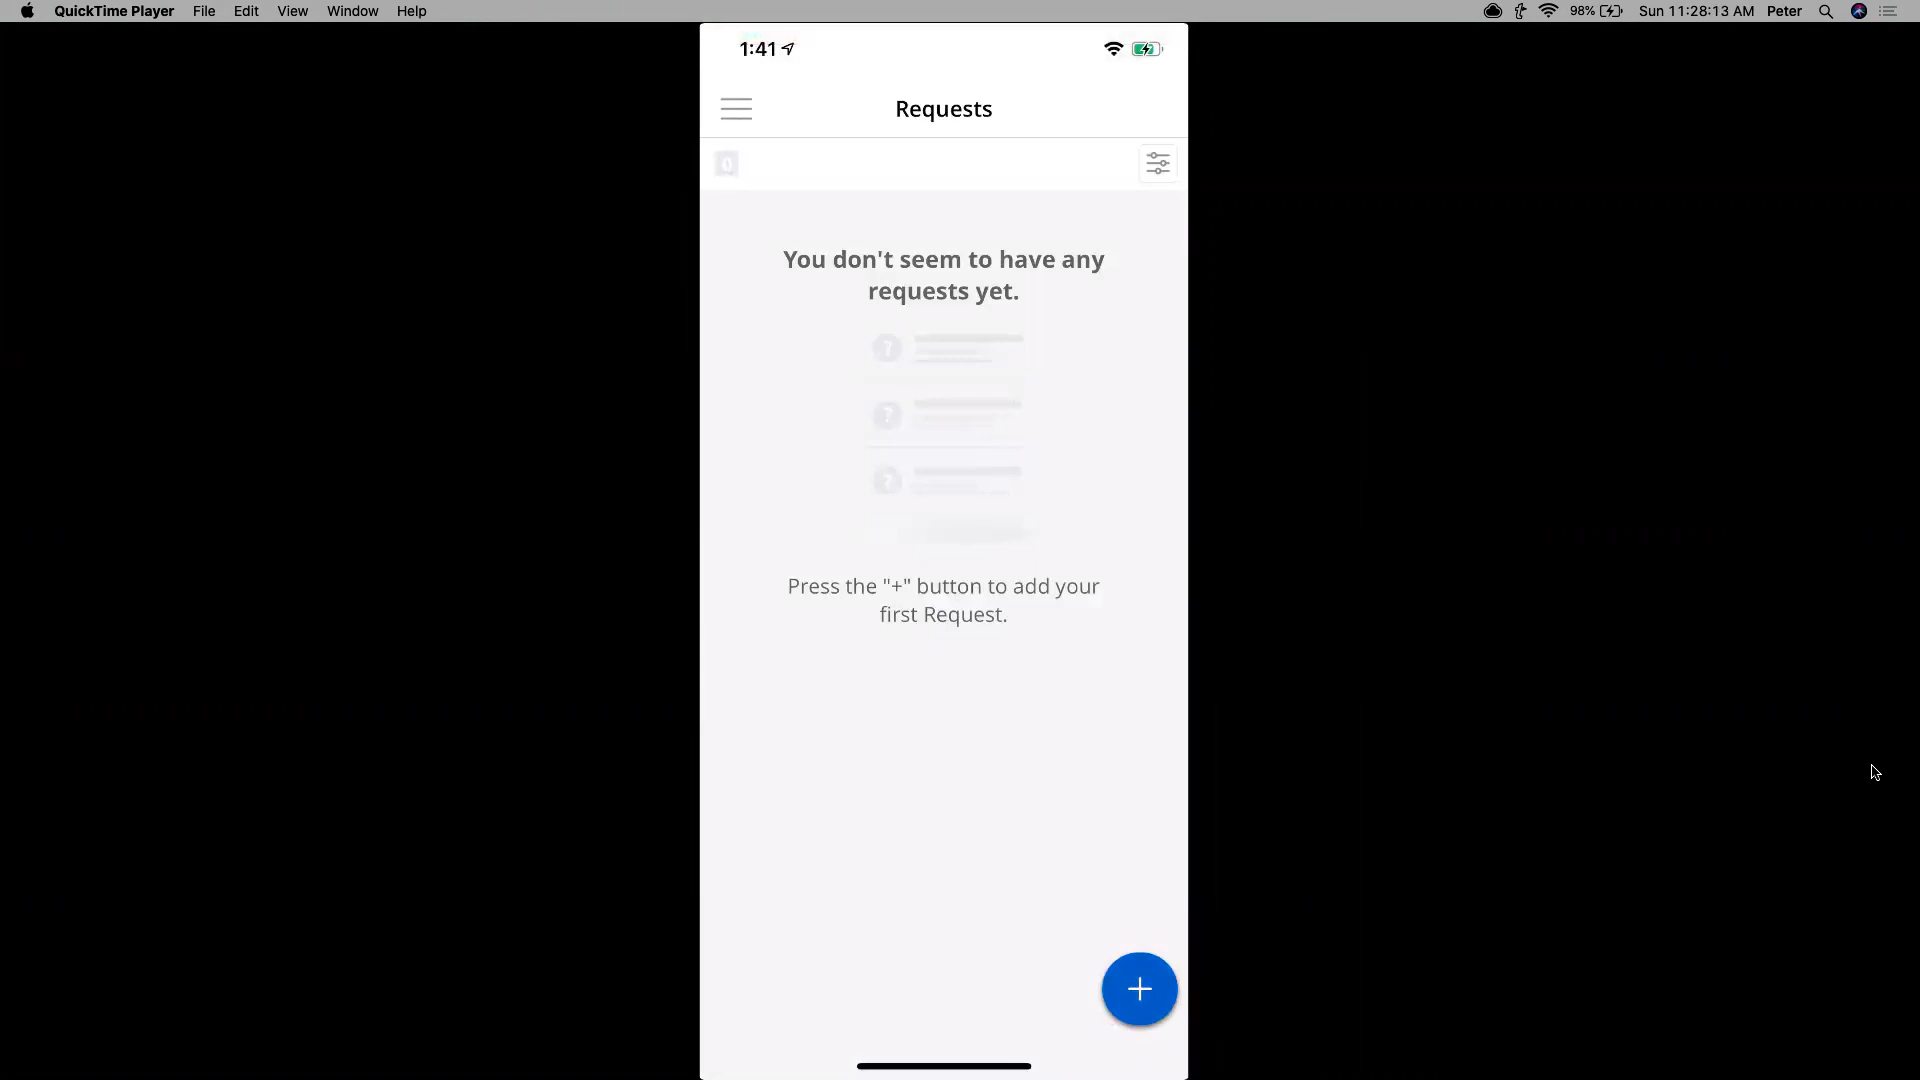 QuickTime Player File Edit View Window Help 98% Sun 11:28:13 AM Peter
1:41
Requests
0
You don't seem to have any
requests yet.
?
?
?
Press the "+" button to add your
first Request.